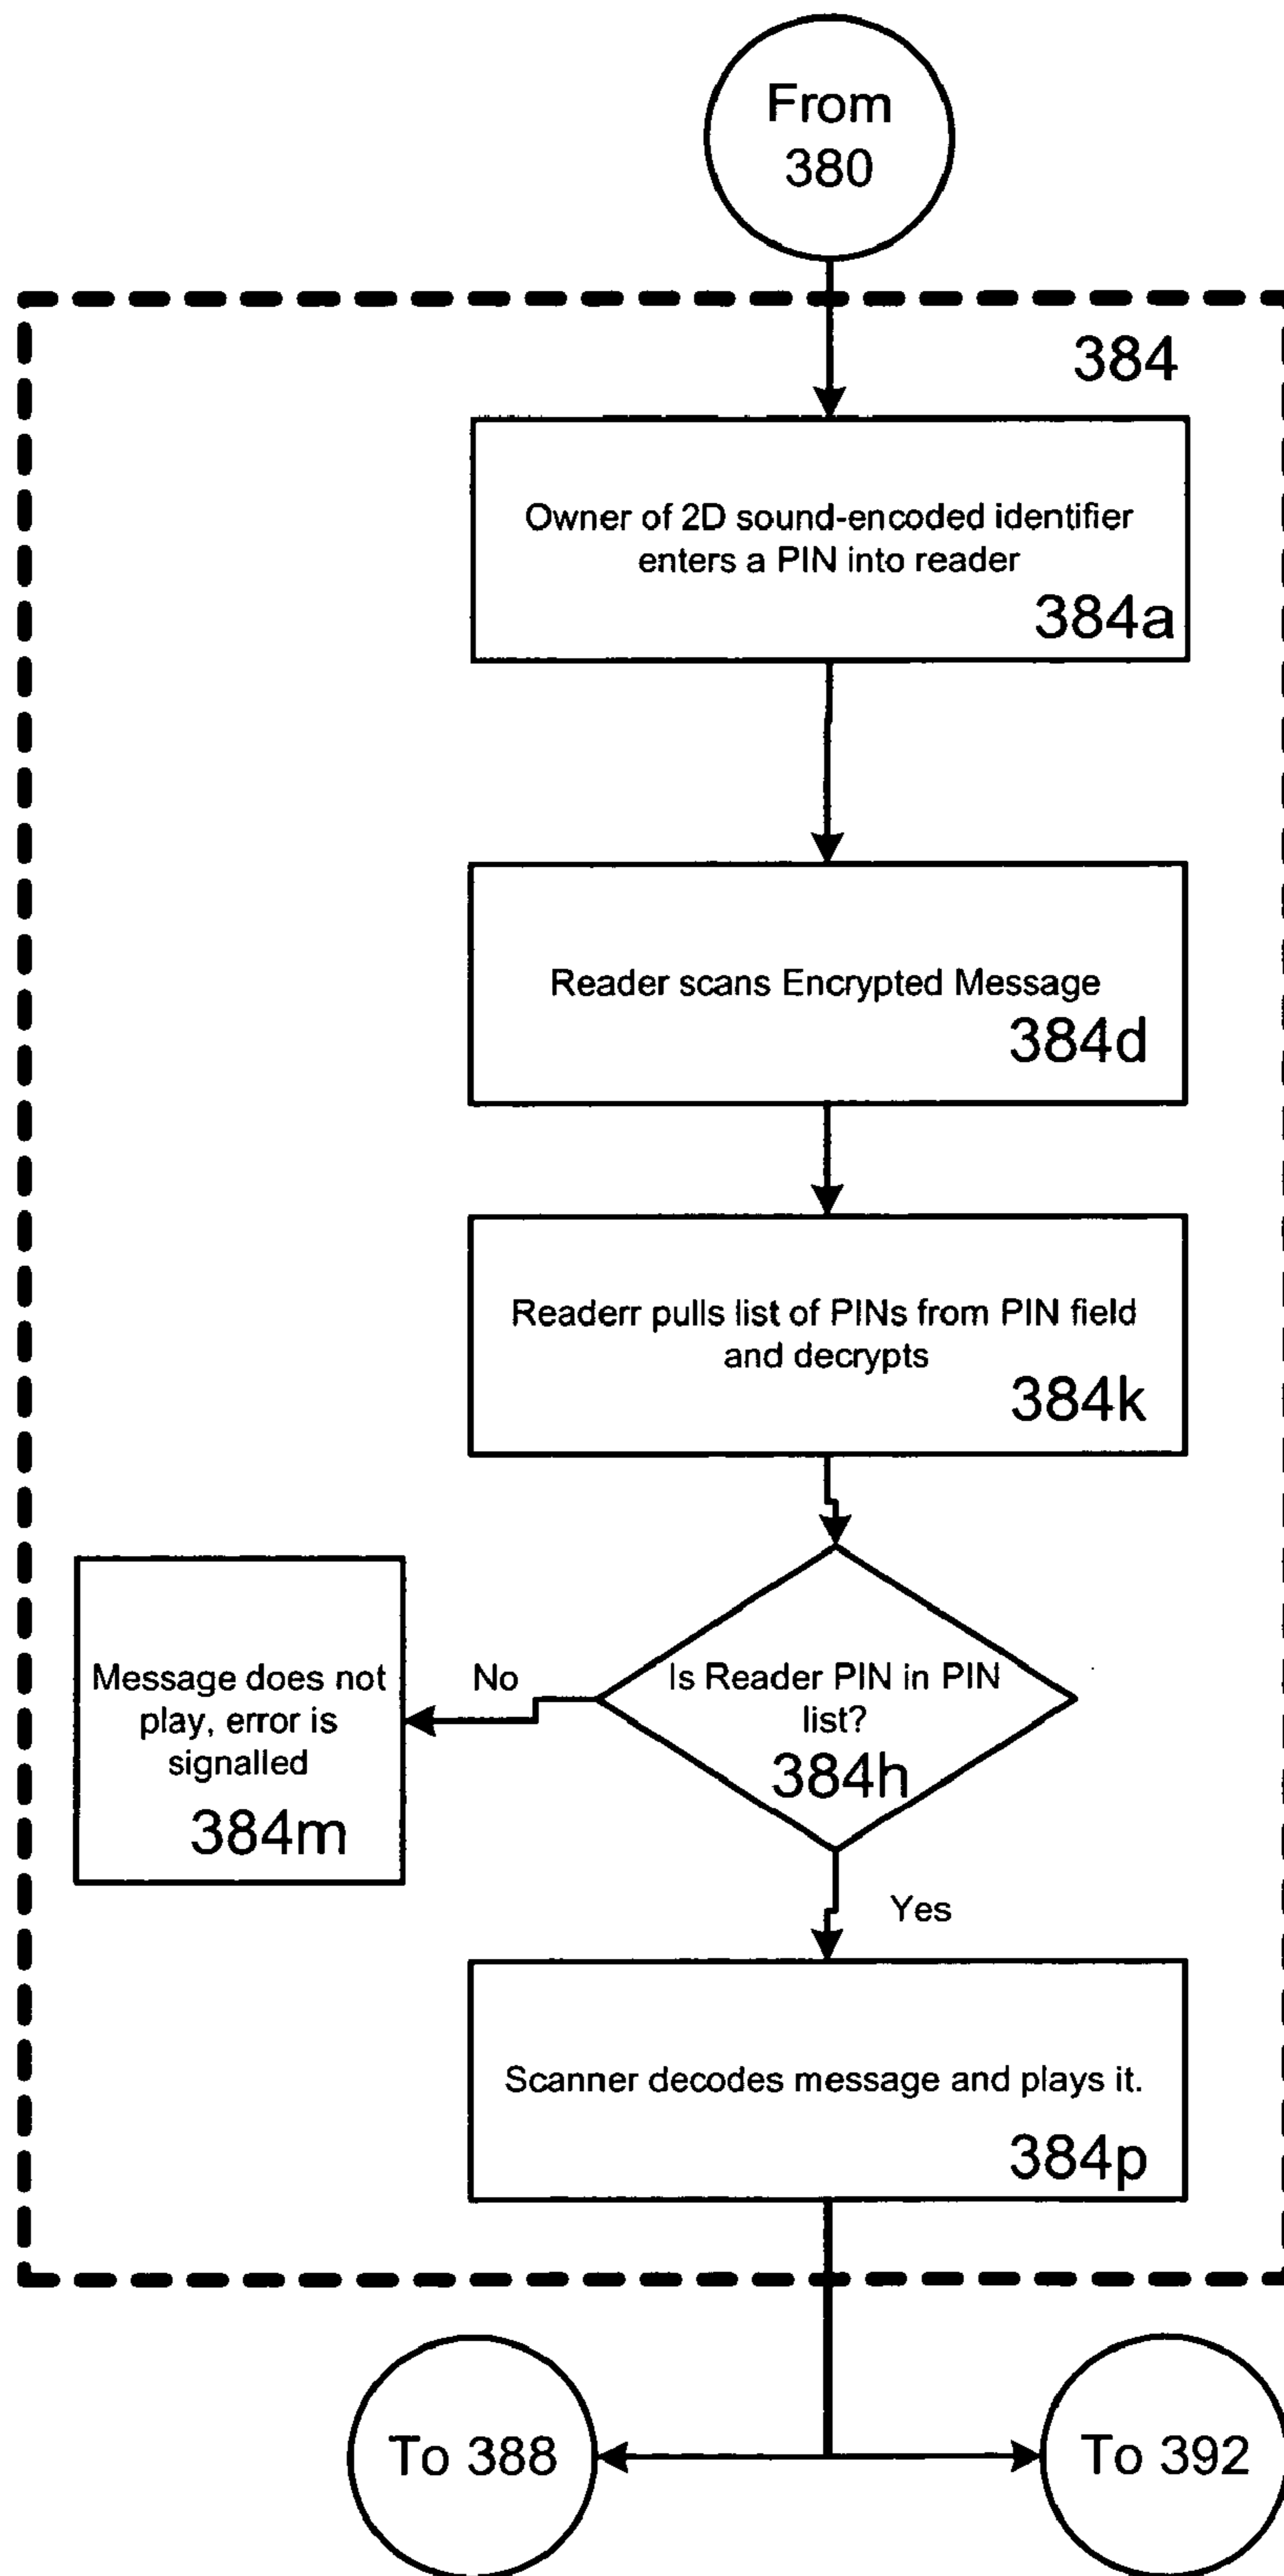 From
380
384
Owner of 2D sound-encoded identifier
enters a PIN into reader
384a
Reader scans Encrypted Message
384d
Readerr pulls list of PINs from PIN field
and decrypts
384k
Is Reader PIN in PIN
list?
384h
No
Message does not
play, error is
signalled
384m
Yes
Scanner decodes message and plays it.
384p
To 388
To 392